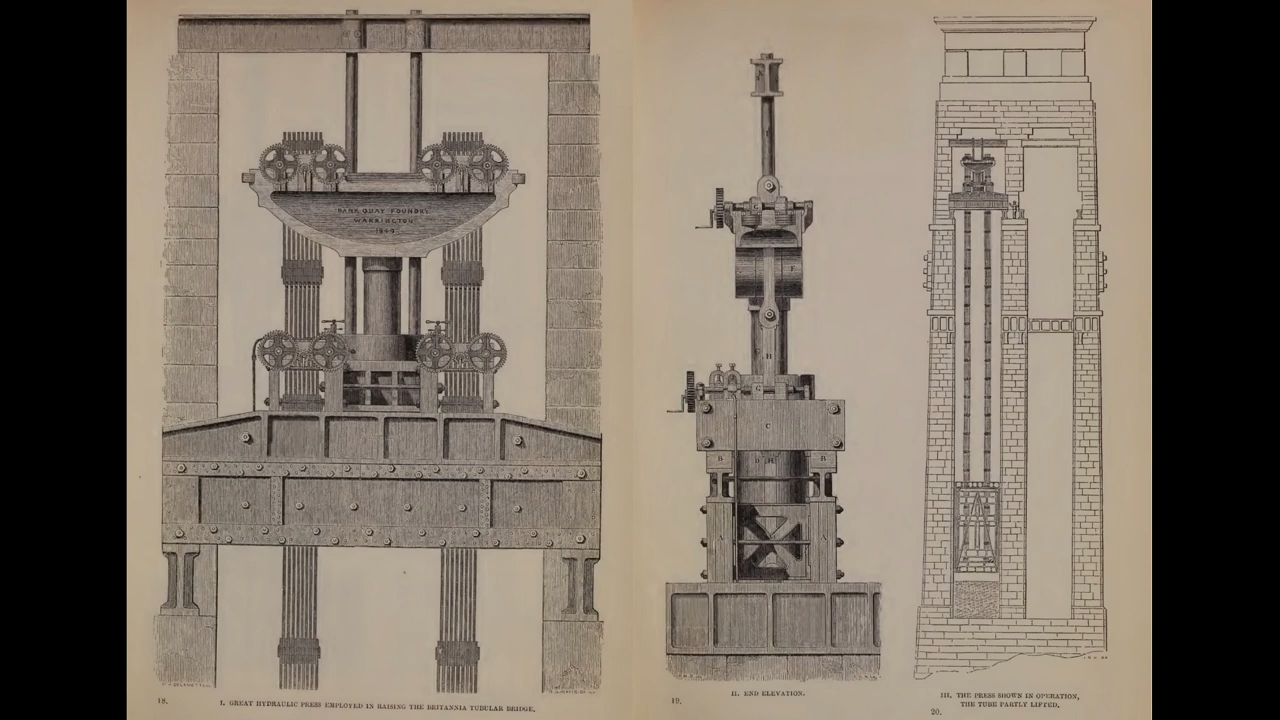 BANK QUAY FOUNDRY
WARRINGTON
1849
18.
I. GREAT HYDRAULIC PRESS EMPLOYED IN RAISING THE BRITANNIA TUBULAR BRIDGE.
F
H
G
G
C
B
D
B
A
A
19.
II. END ELEVATION.
III. THE PRESS SHOWN IN OPERATION,
THE TUBE PARTLY LIFTED.
20.